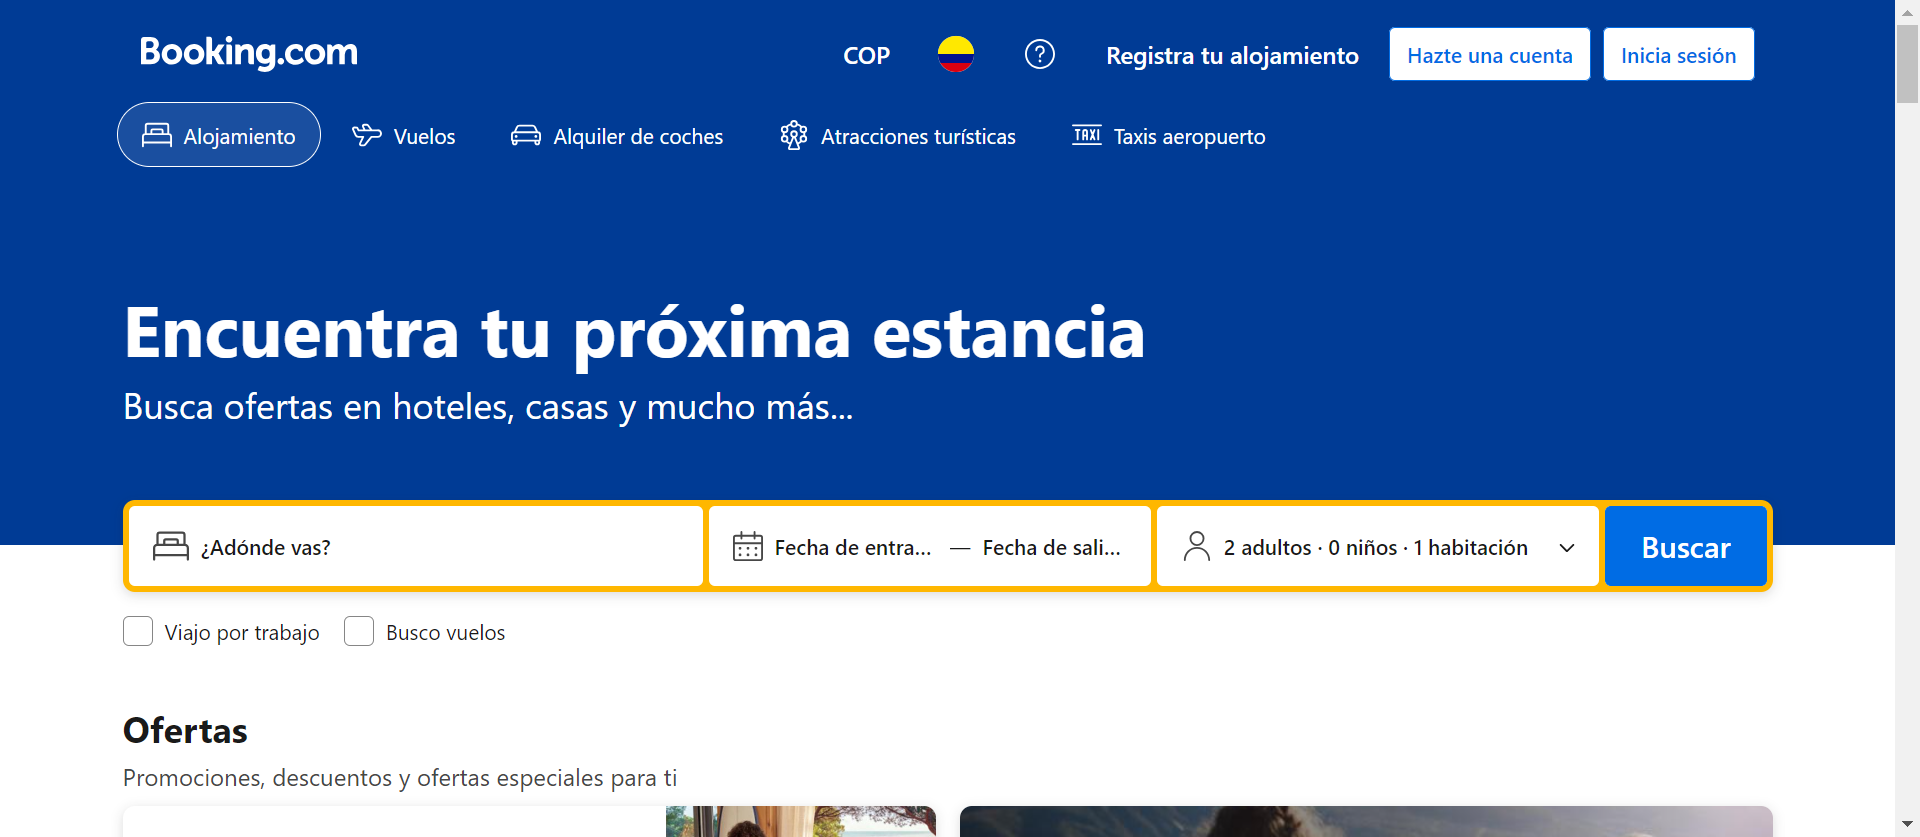 Booking.com
COP
Registra tu alojamiento
Hazte una cuenta
Inicia sesión
Alojamiento
Vuelos
Alquiler de coches
Atracciones turísticas
TAXI
Taxis aeropuerto
Encuentra tu próxima estancia
Busca ofertas en hoteles, casas y mucho más...
¿Adónde vas?
Fecha de entra... — Fecha de sali...
2 adultos · 0 niños · 1 habitación
Buscar
Viajo por trabajo
Busco vuelos
Ofertas
Promociones, descuentos y ofertas especiales para ti